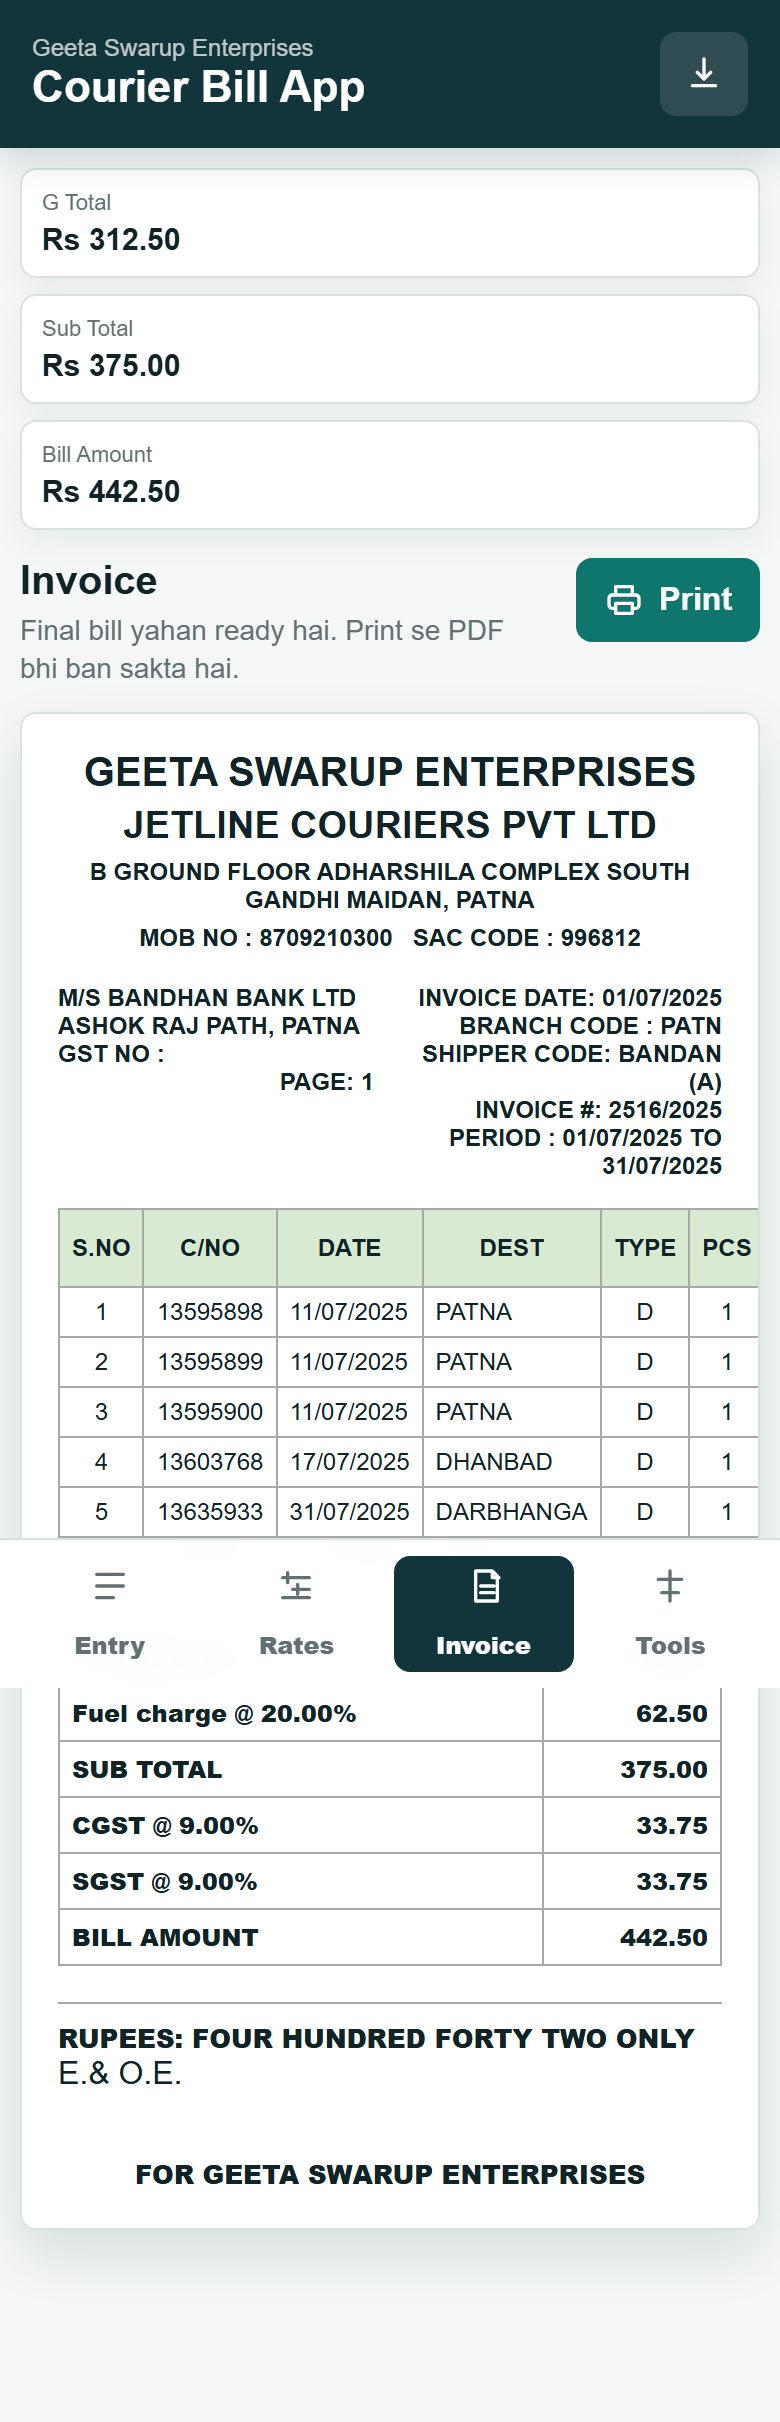 Geeta Swarup Enterprises
Courier Bill App
G Total
Rs 312.50
Sub Total
Rs 375.00
Bill Amount
Rs 442.50
Invoice
Print
Final bill yahan ready hai. Print se PDF
bhi ban sakta hai.
GEETA SWARUP ENTERPRISES
JETLINE COURIERS PVT LTD
B GROUND FLOOR ADHARSHILA COMPLEX SOUTH
GANDHI MAIDAN, PATNA
MOB NO : 8709210300 SAC CODE : 996812
M/S BANDHAN BANK LTD
ASHOK RAJ PATH, PATNA
GST NO :
PAGE: 1
INVOICE DATE: 01/07/2025
BRANCH CODE : PATN
SHIPPER CODE: BANDAN
(A)
INVOICE #: 2516/2025
PERIOD : 01/07/2025 TO
31/07/2025
S.NO C/NO DATE DEST TYPE PCS
1 13595898 11/07/2025 PATNA D 1
2 13595899 11/07/2025 PATNA D 1
3 13595900 11/07/2025 PATNA D 1
4 13603768 17/07/2025 DHANBAD D 1
5 13635933 31/07/2025 DARBHANGA D 1
Entry Rates Invoice Tools
Fuel charge @ 20.00% 62.50
SUB TOTAL 375.00
CGST @ 9.00% 33.75
SGST @ 9.00% 33.75
BILL AMOUNT 442.50
RUPEES: FOUR HUNDRED FORTY TWO ONLY
E.& O.E.
FOR GEETA SWARUP ENTERPRISES